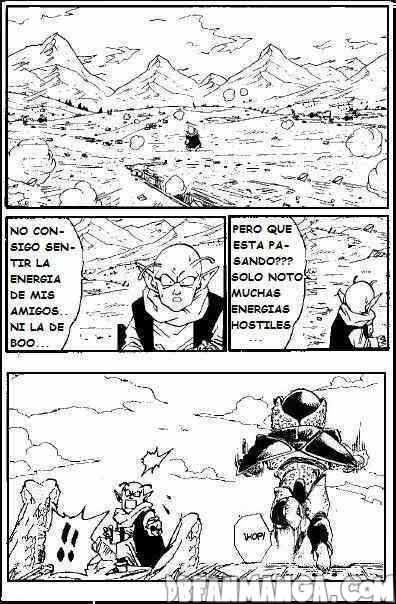 PERO QUE
ESTA PA-
SANDO???
SOLO NOTO
MUCHAS
ENERGIAS
HOSTILES
...
NO CON-
SIGO SEN-
TIR LA
ENERGIA
DE MIS
AMIGOS..
NI LA DE
BOO...
!!
¡HOP!
DBFANMANGA.COM